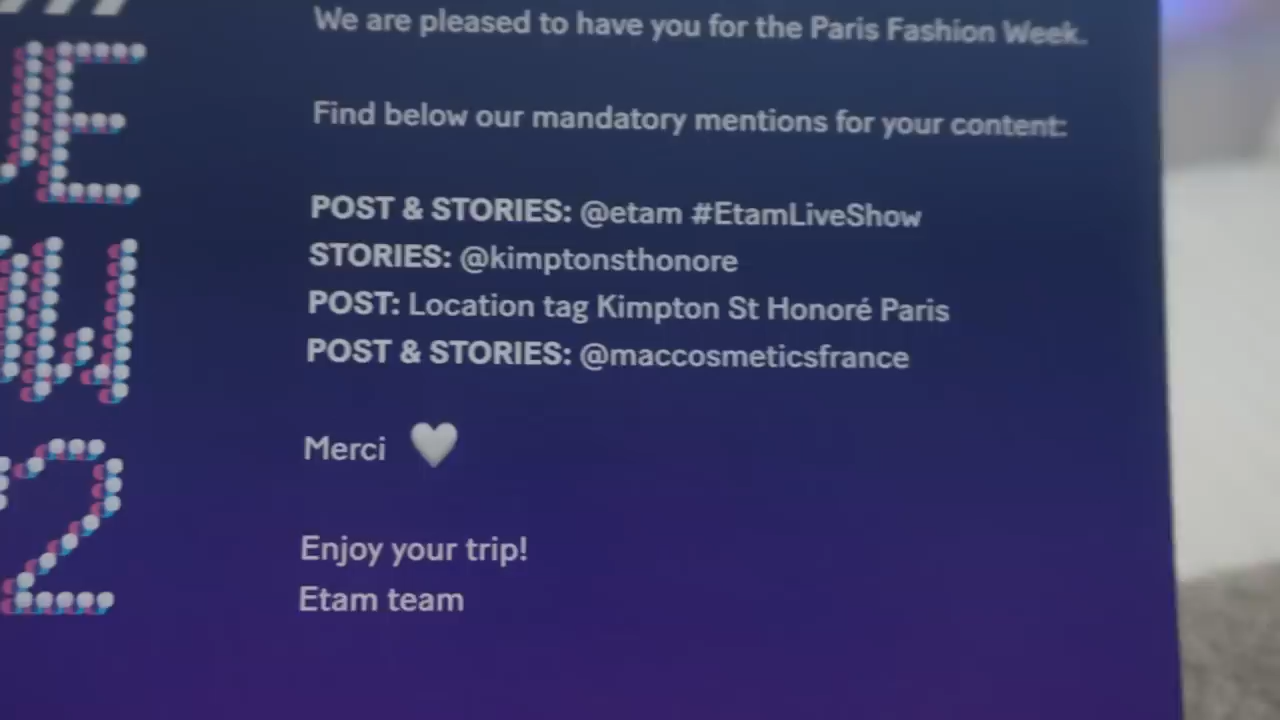 We are pleased to have you for the Paris Fashion Week.
Find below our mandatory mentions for your content:
POST & STORIES: @etam #EtamLiveShow
STORIES: @kimptonsthonore
POST: Location tag Kimpton St Honoré Paris
POST & STORIES: @maccosmeticsfrance
Merci 🤍
Enjoy your trip!
Etam team